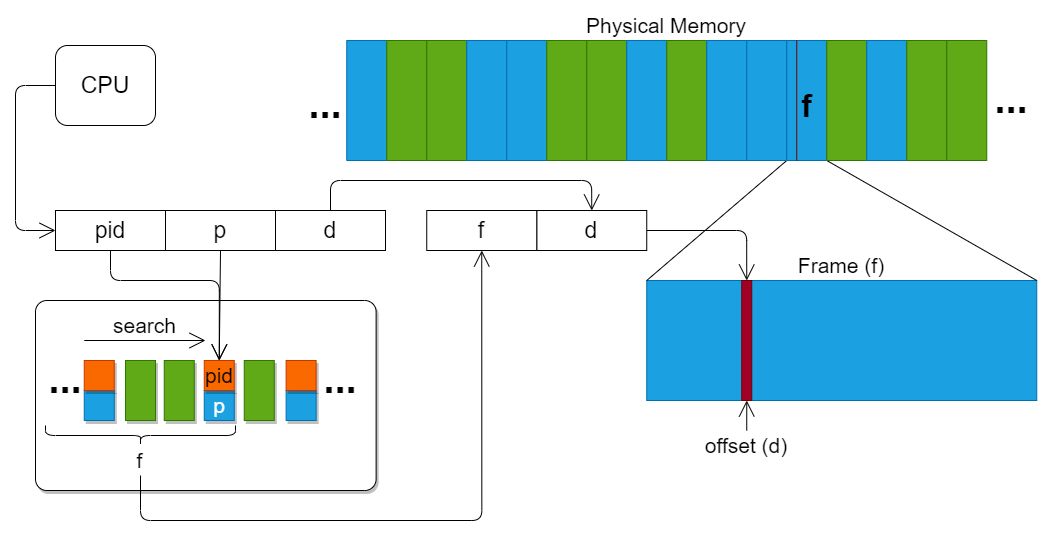 Physical Memory
CPU
...
f
...
pid
p
d
f
d
Frame (f)
search
...
pid
p
...
f
offset (d)